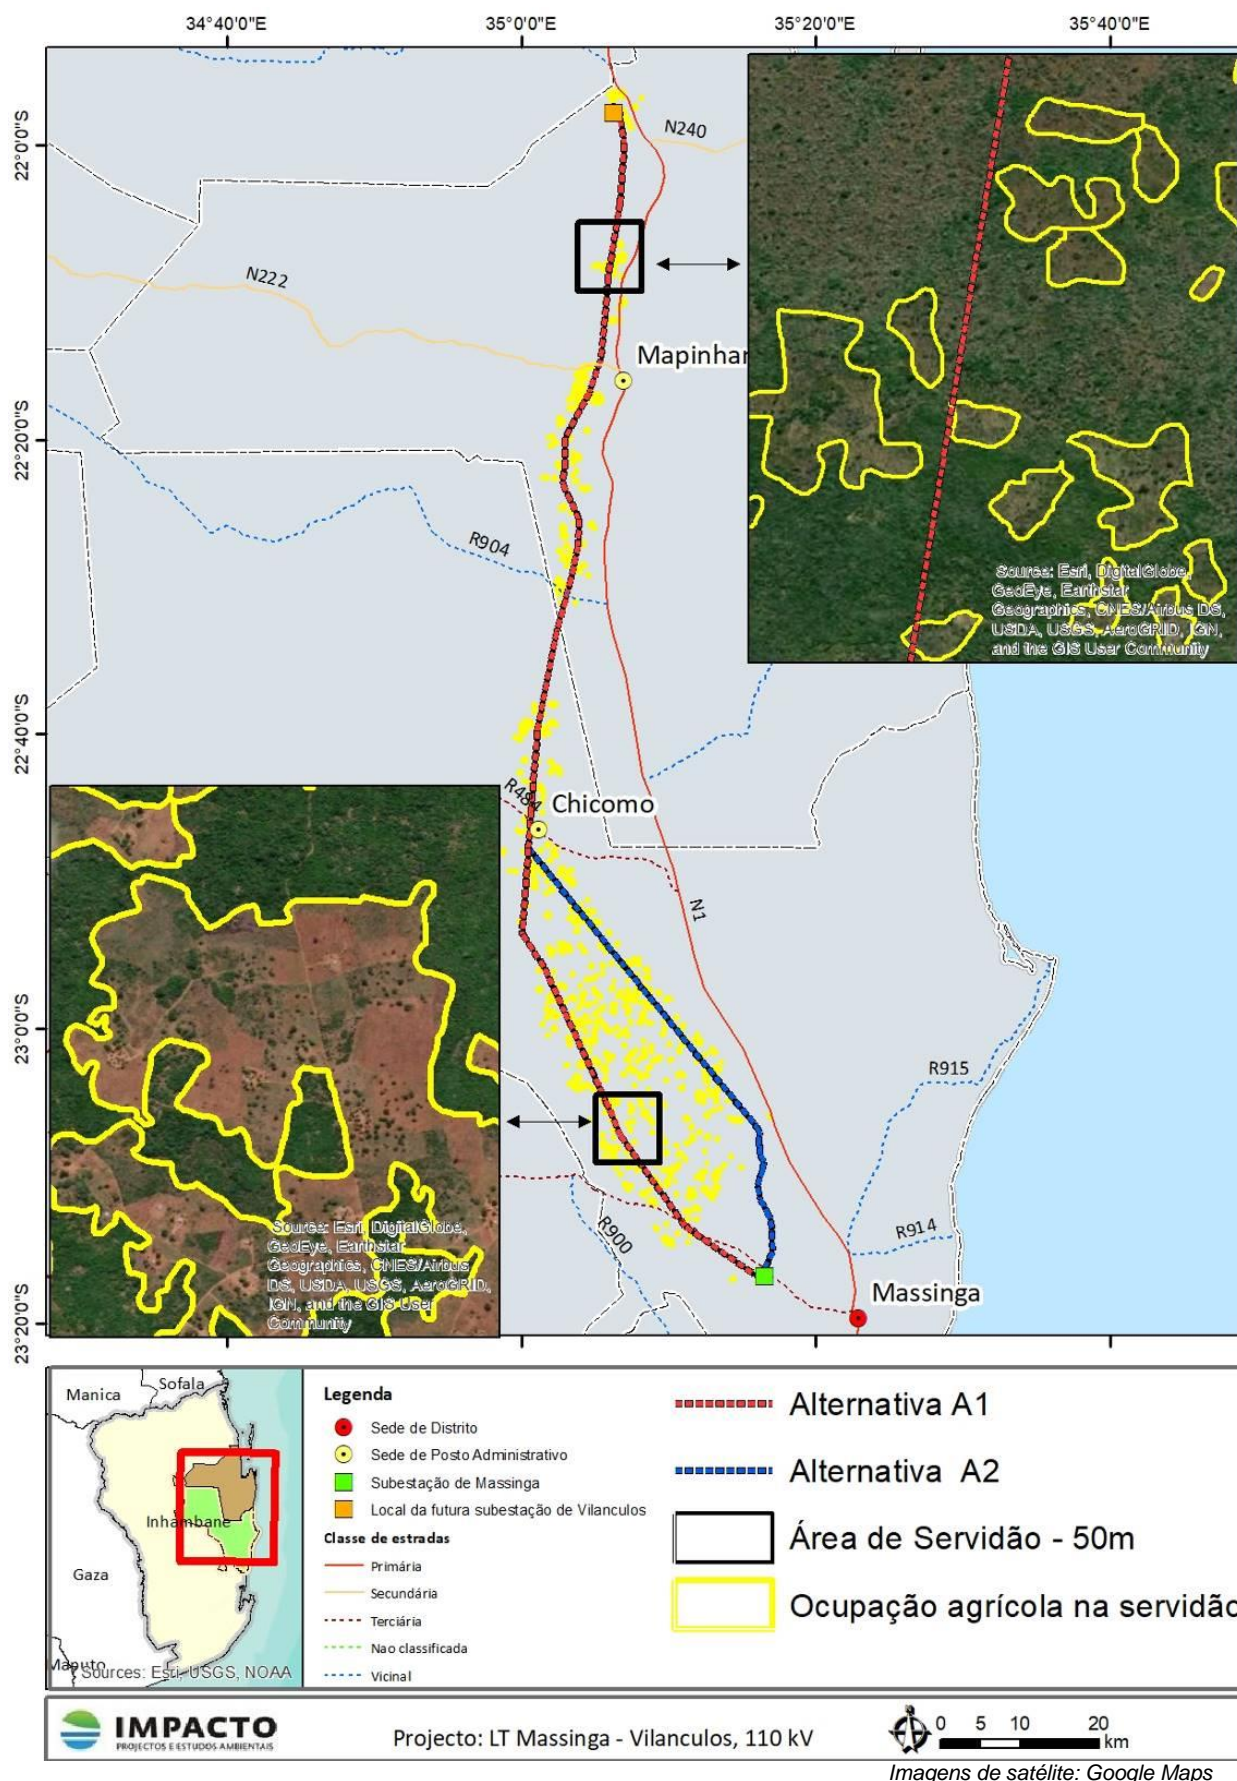 34°40'0"E
35°0'0"E
35°20'0"E
35°40'0"E
22°0'0"S
22°20'0"S
22°40'0"S
23°0'0"S
23°20'0"S
N240
N222
Mapinhar
R904
Source: Esri, DigitalGlobe,
GeoEye, Earthstar
Geographics, CNES/Airbus DS,
USDA, USGS, AeroGRID, IGN,
and the GIS User Community
R484
Chicomo
N1
R915
R914
R900
Massinga
Source: Esri, DigitalGlobe,
GeoEye, Earthstar
Geographics, CNES/Airbus
DS, USDA, USGS, AeroGRID,
IGN, and the GIS User
Community
Manica
Sofala
Inhambane
Gaza
Maputo
Sources: Esri, USGS, NOAA
Legenda
Sede de Distrito
Sede de Posto Administrativo
Subestação de Massinga
Local da futura subestação de Vilanculos
Classe de estradas
Primária
Secundária
Terciária
Nao classificada
Vicinal
Alternativa A1
Alternativa A2
Área de Servidão - 50m
Ocupação agrícola na servidão
IMPACTO
PROJECTOS E ESTUDOS AMBIENTAIS
Projecto: LT Massinga - Vilanculos, 110 kV
0 5 10 20
km
Imagens de satélite: Google Maps